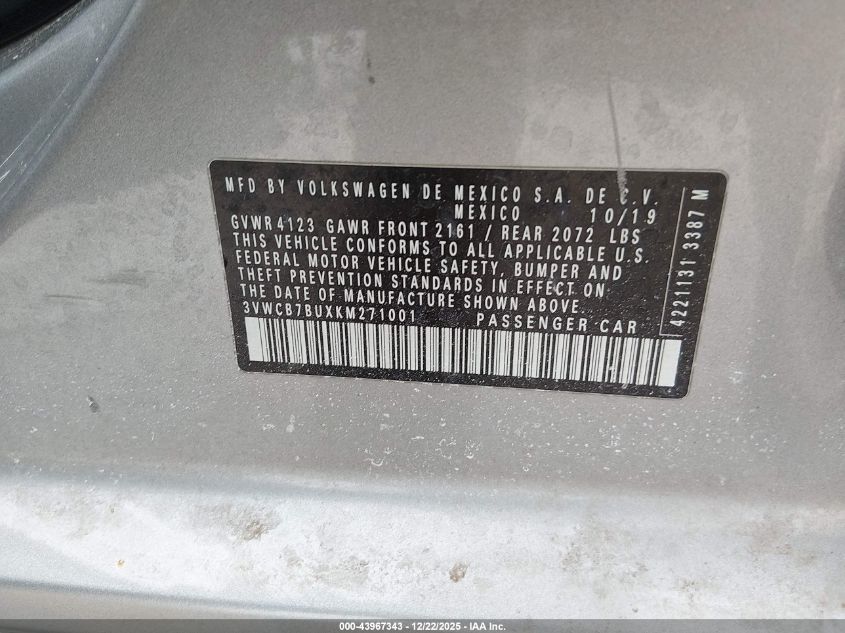 MFD BY VOLKSWAGEN DE MEXICO S.A. DE C.V.
MEXICO 10/19
GVWR 4123 GAWR FRONT 2161 / REAR 2072 LBS
THIS VEHICLE CONFORMS TO ALL APPLICABLE U.S.
FEDERAL MOTOR VEHICLE SAFETY, BUMPER AND
THEFT PREVENTION STANDARDS IN EFFECT ON
THE DATE OF MANUFACTURE SHOWN ABOVE.
3VWCB7BUXKM271001 PASSENGER CAR
4221131 3387 M
000-43967343 - 12/22/2025 - IAA Inc.